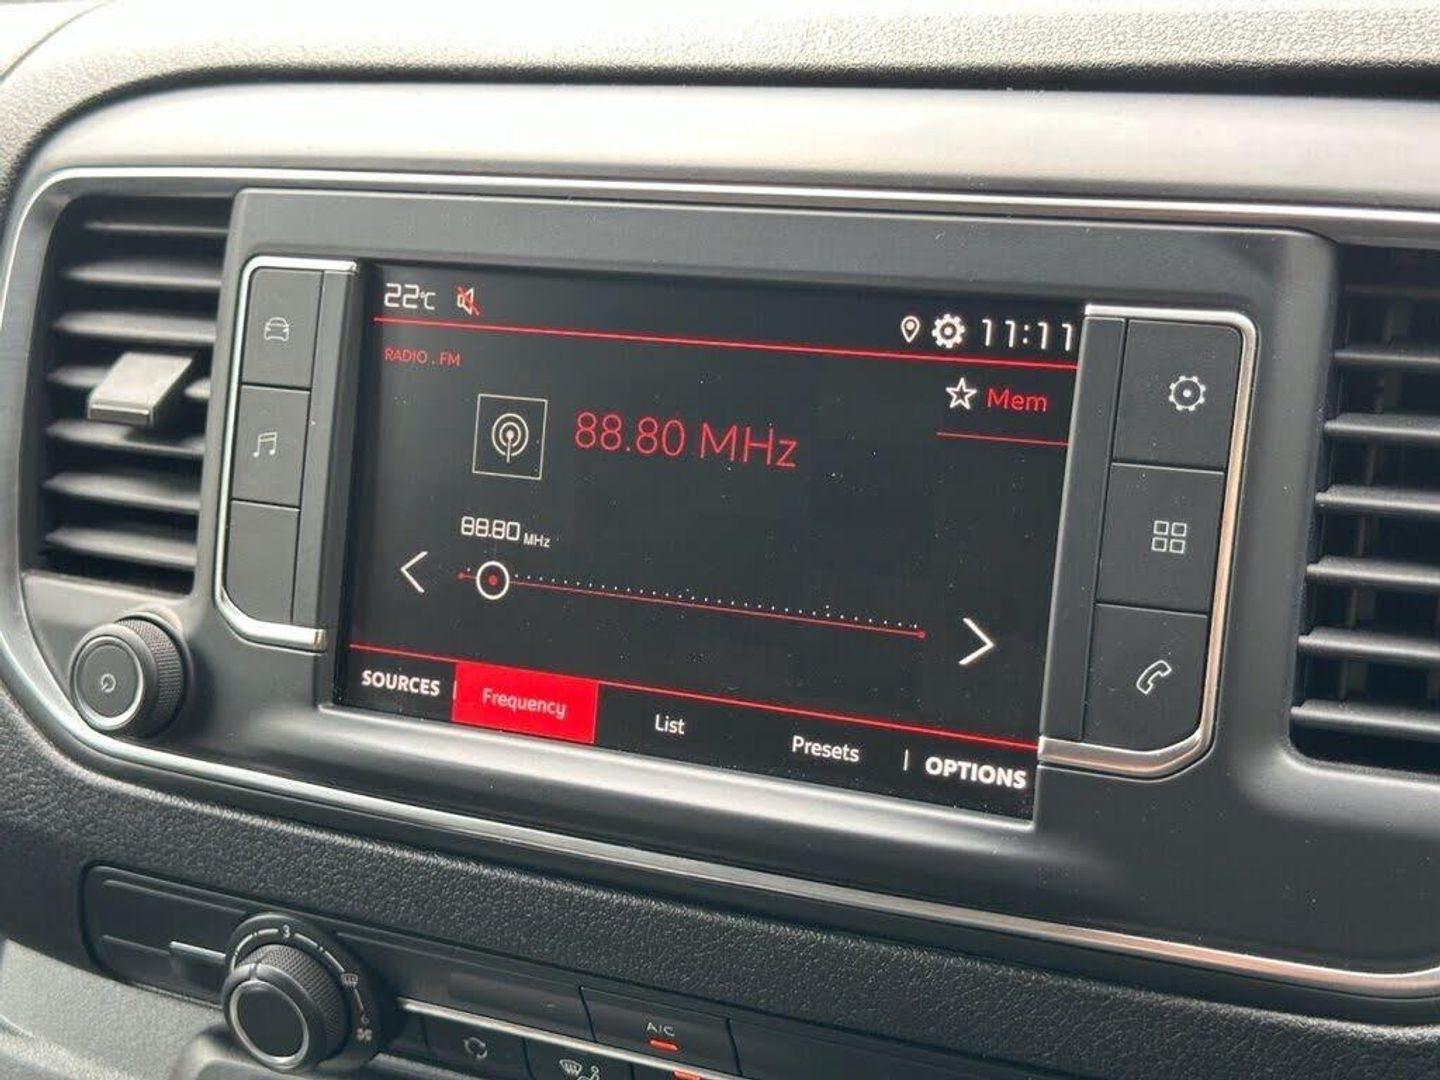 22°C
11:11
RADIO . FM
Mem
88.80 MHz
88.80 MHz
SOURCES
Frequency
List
Presets
OPTIONS
3
A/C